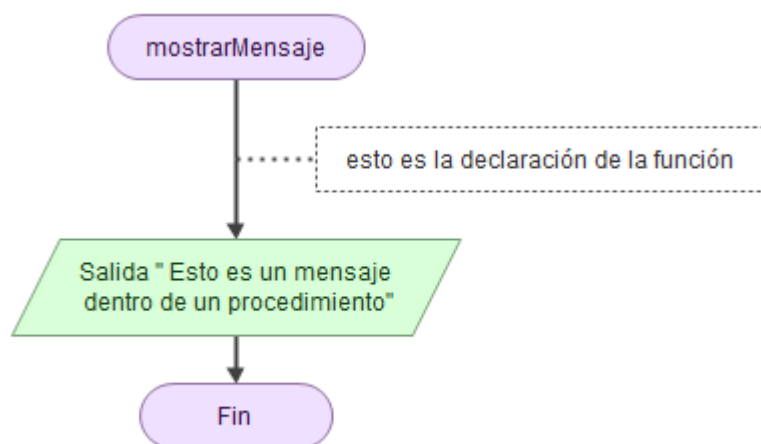 mostrarMensaje
esto es la declaración de la función
Salida " Esto es un mensaje
dentro de un procedimiento"
Fin